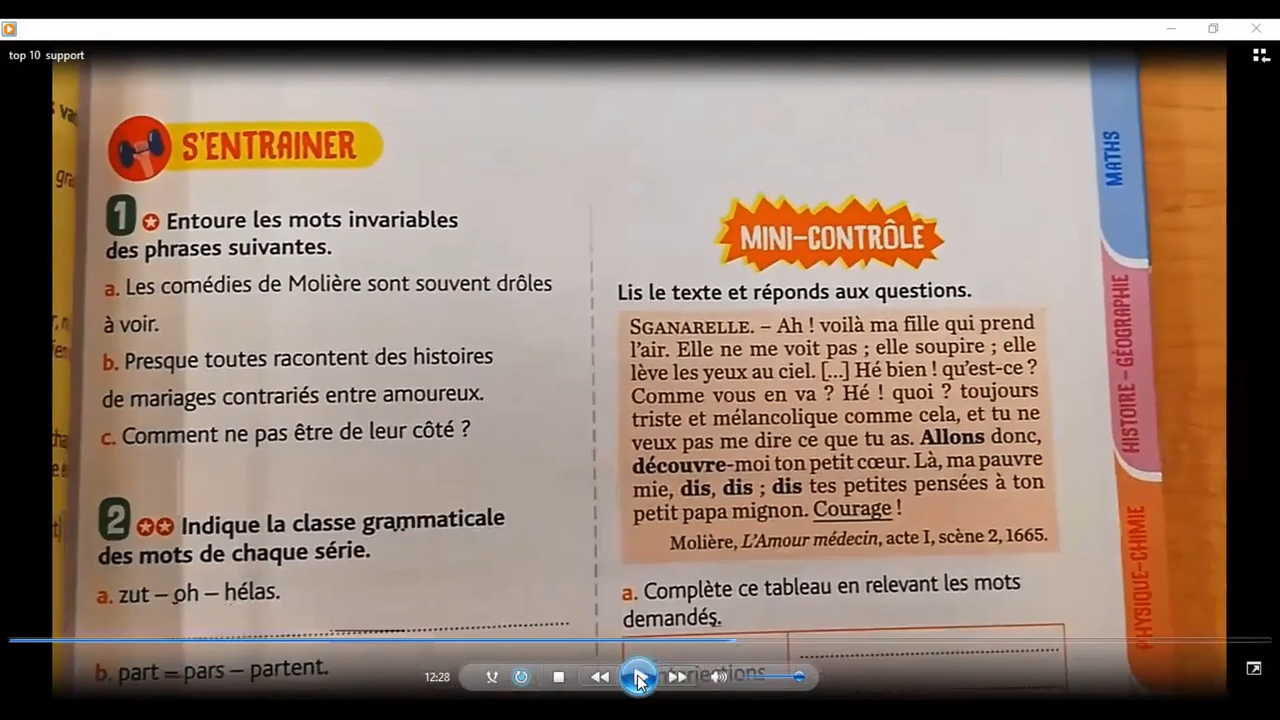 top 10 support
S'ENTRAINER
1 Entoure les mots invariables
des phrases suivantes.
a. Les comédies de Molière sont souvent drôles
à voir.
b. Presque toutes racontent des histoires
de mariages contrariés entre amoureux.
c. Comment ne pas être de leur côté ?
2 Indique la classe grammaticale
des mots de chaque série.
a. zut – oh – hélas.
b. part – pars – partent.
MINI-CONTRÔLE
Lis le texte et réponds aux questions.
SGANARELLE. – Ah ! voilà ma fille qui prend
l'air. Elle ne me voit pas ; elle soupire ; elle
lève les yeux au ciel. [...] Hé bien ! qu'est-ce ?
Comme vous en va ? Hé ! quoi ? toujours
triste et mélancolique comme cela, et tu ne
veux pas me dire ce que tu as. Allons donc,
découvre-moi ton petit cœur. Là, ma pauvre
mie, dis, dis ; dis tes petites pensées à ton
petit papa mignon. Courage !
Molière, L'Amour médecin, acte I, scène 2, 1665.
a. Complète ce tableau en relevant les mots
demandés.
MATHS
HISTOIRE – GÉOGRAPHIE
PHYSIQUE-CHIMIE
12:28